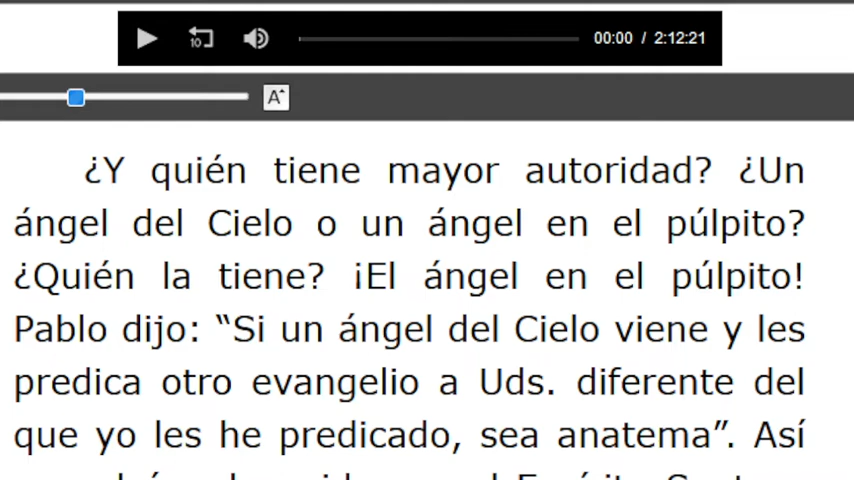 10
00:00 / 2:12:21
A
¿Y quién tiene mayor autoridad? ¿Un
ángel del Cielo o un ángel en el púlpito?
¿Quién la tiene? ¡El ángel en el púlpito!
Pablo dijo: “Si un ángel del Cielo viene y les
predica otro evangelio a Uds. diferente del
que yo les he predicado, sea anatema”. Así